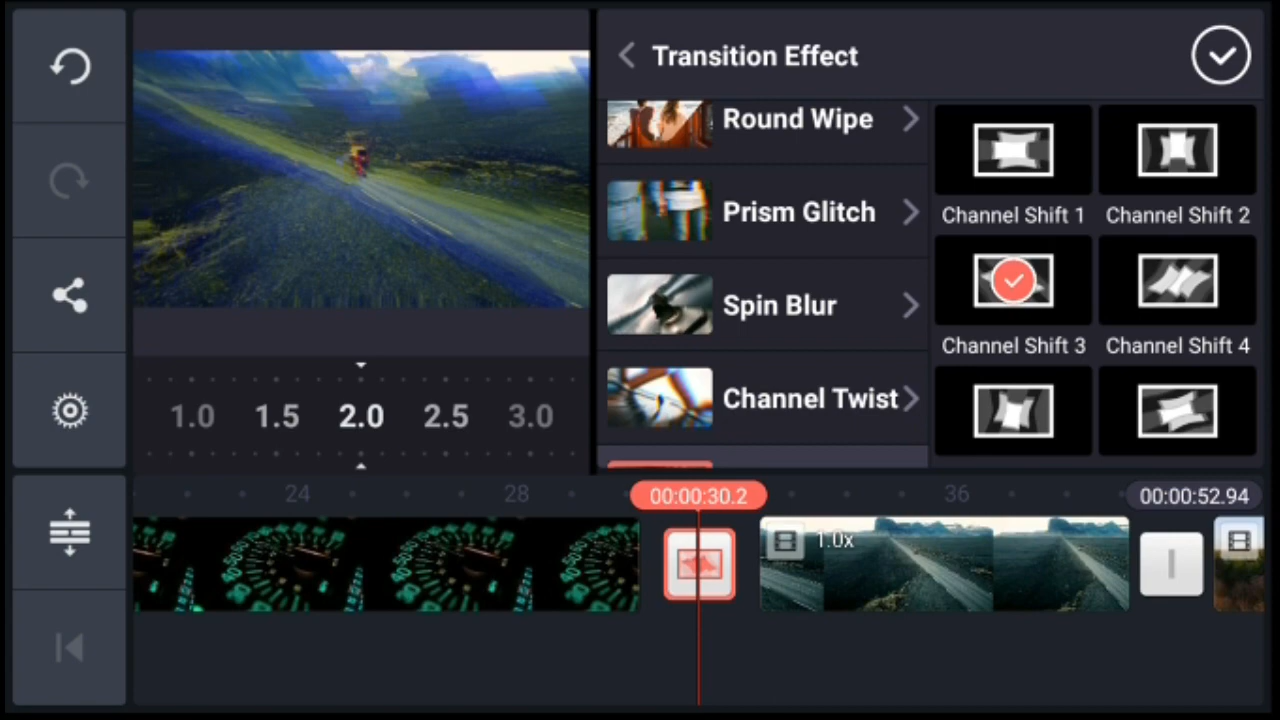 Transition Effect
Round Wipe
Prism Glitch
Spin Blur
Channel Twist
Channel Shift 1
Channel Shift 2
Channel Shift 3
Channel Shift 4
1.0 1.5 2.0 2.5 3.0
24 28 00:00:30.2 36 00:00:52.94
1.0x